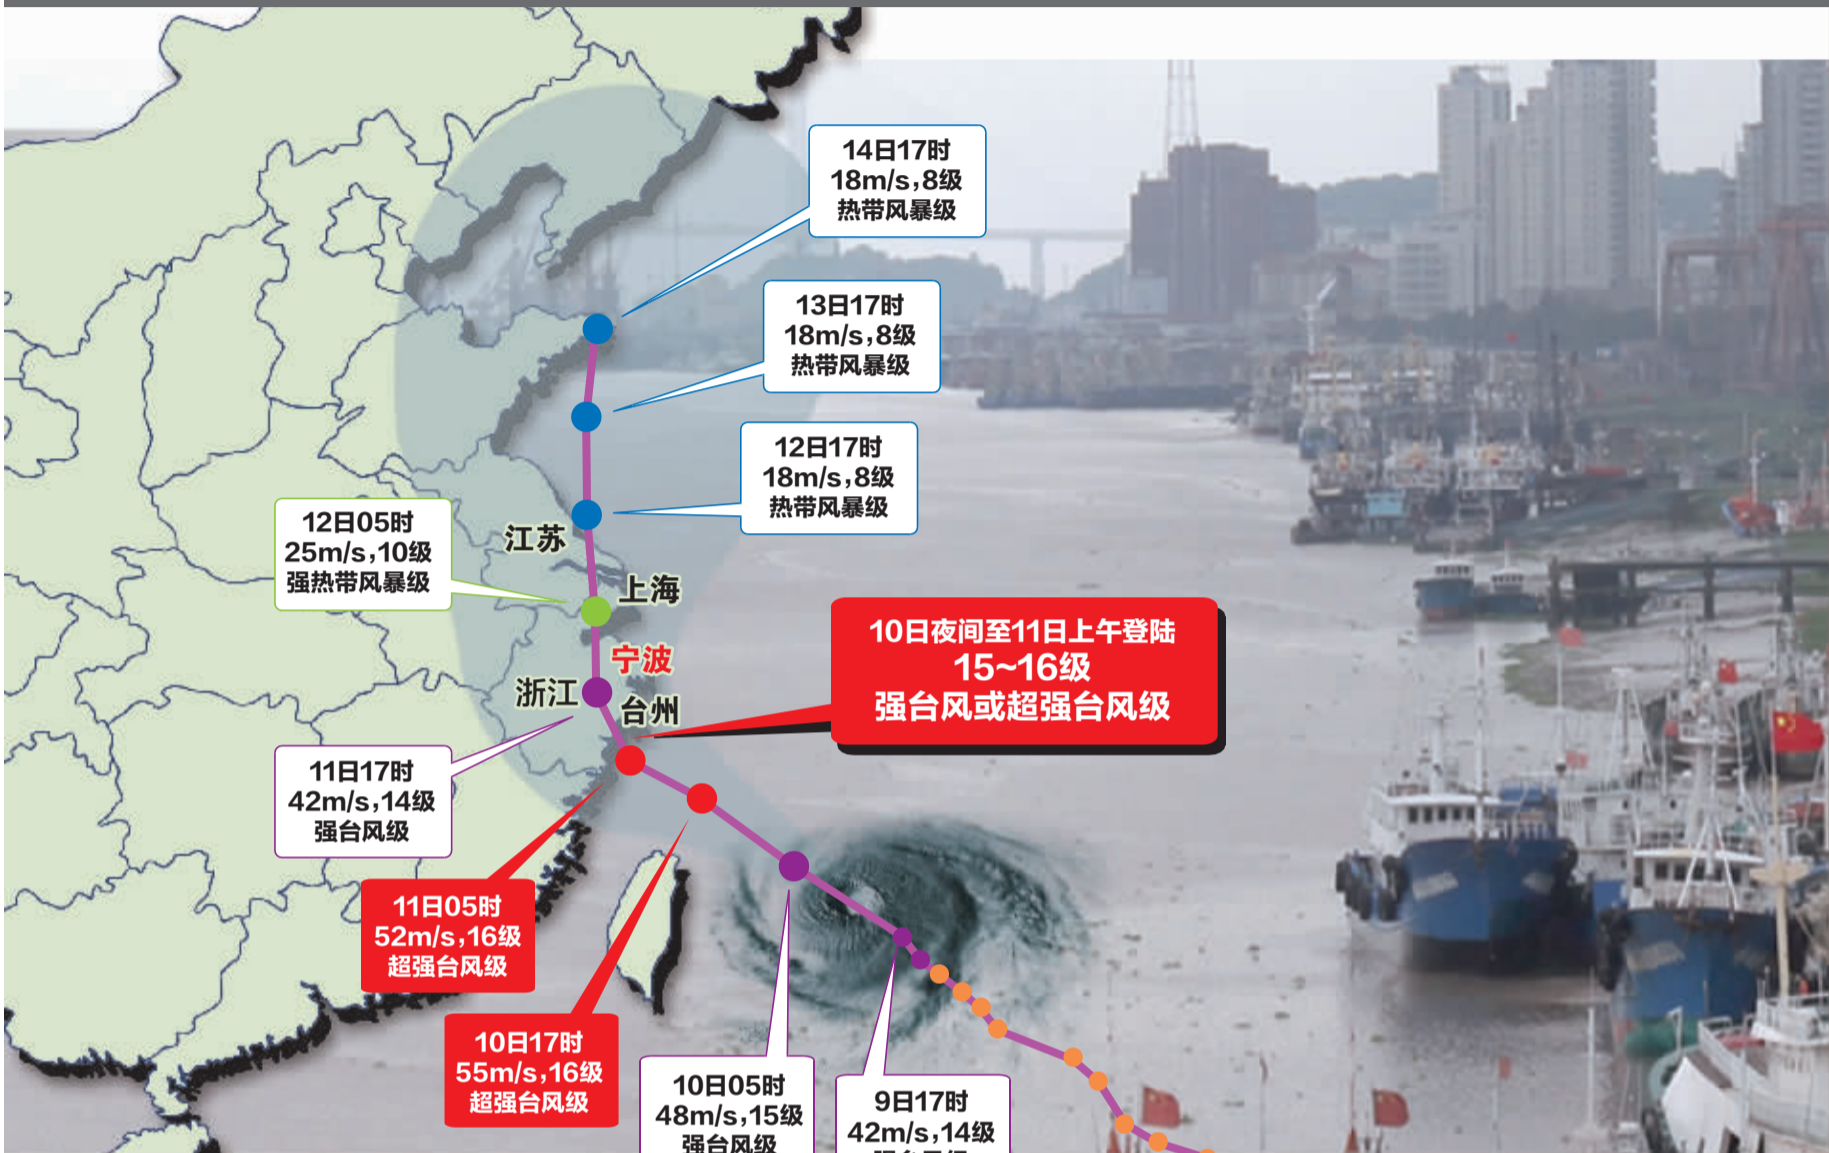 14日17时
18m/s,8级
热带风暴级
13日17时
18m/s,8级
热带风暴级
12日17时
18m/s,8级
热带风暴级
12日05时
25m/s,10级
强热带风暴级
江苏
上海
宁波
浙江
台州
10日夜间至11日上午登陆
15~16级
强台风或超强台风级
11日17时
42m/s,14级
强台风级
11日05时
52m/s,16级
超强台风级
10日17时
55m/s,16级
超强台风级
10日05时
48m/s,15级
强台风级
9日17时
42m/s,14级
强台风级